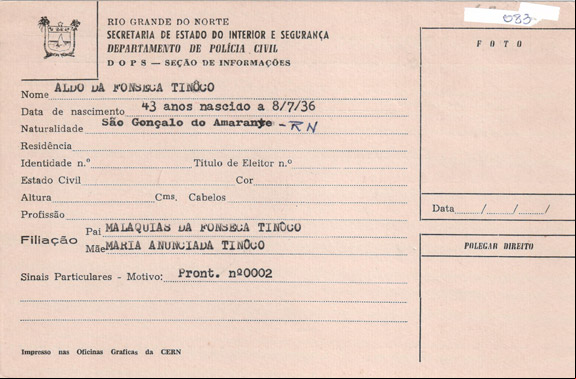 083
RIO GRANDE DO NORTE
SECRETARIA DE ESTADO DO INTERIOR E SEGURANÇA
DEPARTAMENTO DE POLÍCIA CIVIL
D O P S — SEÇÃO DE INFORMAÇÕES
F O T O
Nome ALDO DA FONSECA TINÔCO
Data de nascimento 43 anos nascido a 8/7/36
Naturalidade São Gonçalo do Amarante - RN
Residência
Identidade n.º Título de Eleitor n.º
Estado Civil Cor
Altura Cms. Cabelos
Data / / /
Profissão
Filiação
Pai MALAQUIAS DA FONSECA TINÔCO
Mãe MARIA ANUNCIADA TINÔCO
POLEGAR DIREITO
Sinais Particulares - Motivo: Pront. nº0002
Impresso nas Oficinas Graficas da CERN